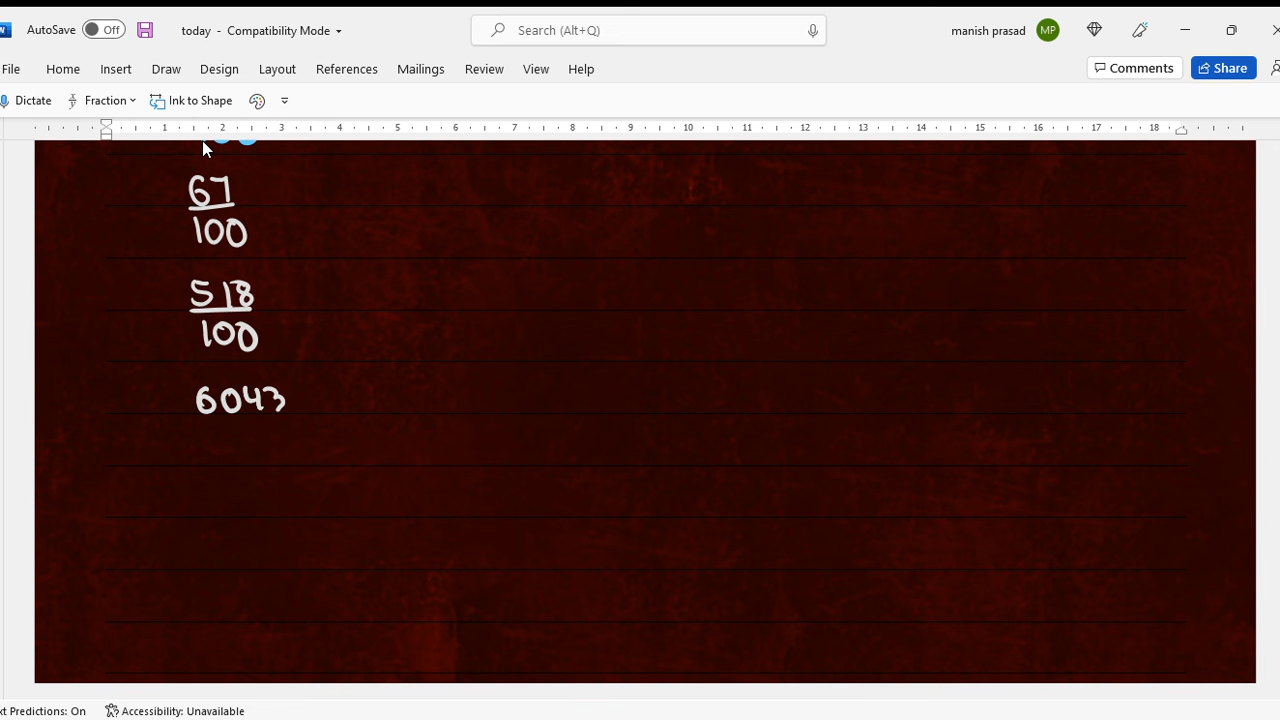 AutoSave Off today - Compatibility Mode Search (Alt+Q) manish prasad MP
File Home Insert Draw Design Layout References Mailings Review View Help Comments Share
Dictate Fraction Ink to Shape
1 2 3 4 5 6 7 8 9 10 11 12 13 14 15 16 17 18
67
100
518
100
6043
xt Predictions: On Accessibility: Unavailable